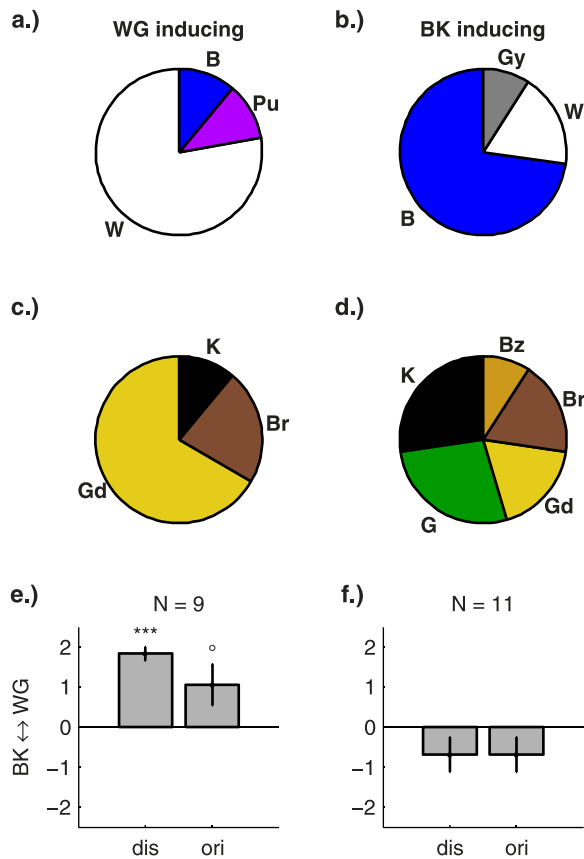 a.) WG inducing
B
Pu
W
b.) BK inducing
Gy
W
B
c.)
K
Br
Gd
d.)
Bz
K
Br
Gd
G
e.) N = 9
*** °
2
1
0
−1
−2
BK ↔ WG
dis ori
f.) N = 11
2
1
0
−1
−2
dis ori